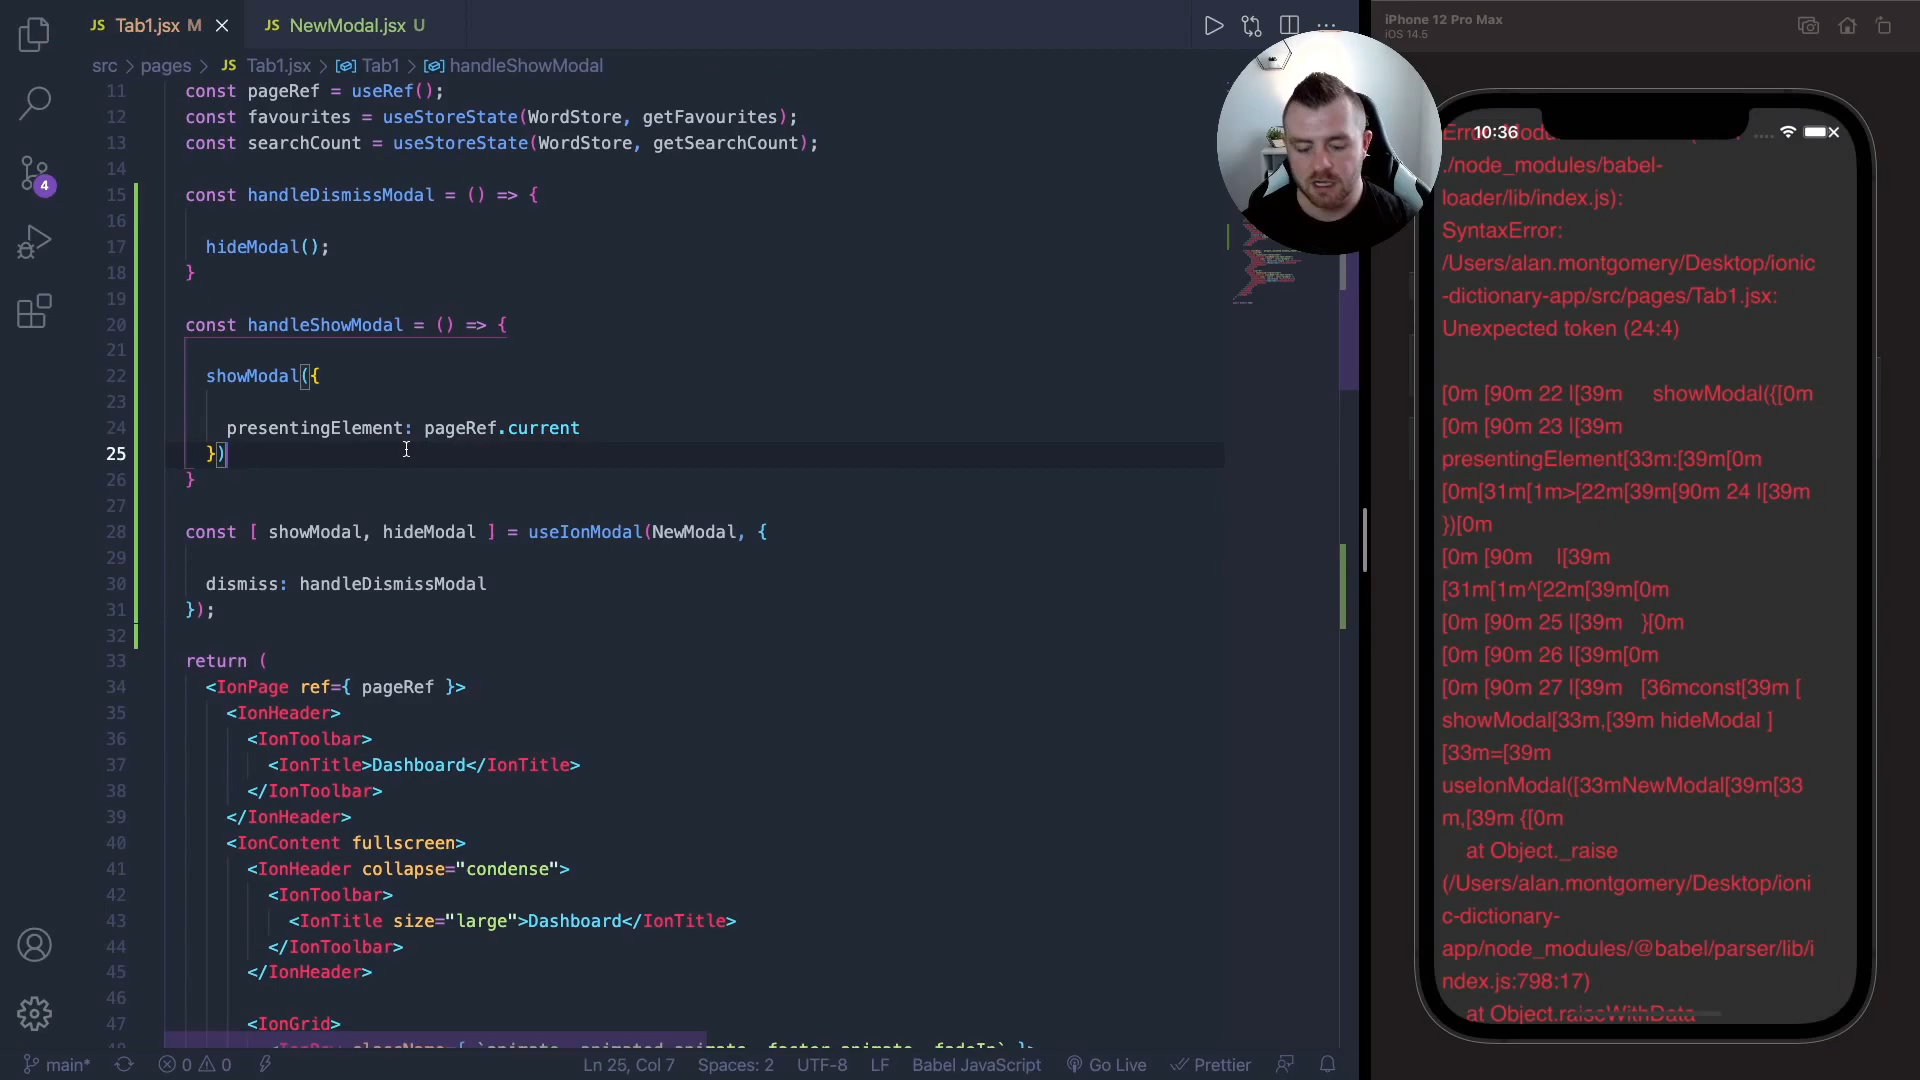 JS Tab1.jsx M
JS NewModal.jsx U
src > pages > JS Tab1.jsx > Tab1 > handleShowModal
11 const pageRef = useRef();
12 const favourites = useStoreState(WordStore, getFavourites);
13 const searchCount = useStoreState(WordStore, getSearchCount);
14
15 const handleDismissModal = () => {
16
17 hideModal();
18 }
19
20 const handleShowModal = () => {
21
22 showModal({
23
24 presentingElement: pageRef.current
25 })
26 }
27
28 const [ showModal, hideModal ] = useIonModal(NewModal, {
29
30 dismiss: handleDismissModal
31 });
32
33 return (
34 <IonPage ref={ pageRef }>
35 <IonHeader>
36 <IonToolbar>
37 <IonTitle>Dashboard</IonTitle>
38 </IonToolbar>
39 </IonHeader>
40 <IonContent fullscreen>
41 <IonHeader collapse="condense">
42 <IonToolbar>
43 <IonTitle size="large">Dashboard</IonTitle>
44 </IonToolbar>
45 </IonHeader>
46
47 <IonGrid>
4
main*
0 0
Ln 25, Col 7
Spaces: 2
UTF-8
LF
Babel JavaScript
Go Live
Prettier
iPhone 12 Pro Max
iOS 14.5
10:36
./node_modules/babel-
loader/lib/index.js):
SyntaxError:
/Users/alan.montgomery/Desktop/ionic
-dictionary-app/src/pages/Tab1.jsx:
Unexpected token (24:4)
[0m [90m 22 |[39m showModal({[0m
[0m [90m 23 |[39m
presentingElement[33m:[39m[0m
[0m[31m[1m>[22m[39m[90m 24 |[39m
})[0m
[0m [90m |[39m
[31m[1m^[22m[39m[0m
[0m [90m 25 |[39m }[0m
[0m [90m 26 |[39m[0m
[0m [90m 27 |[39m [36mconst[39m [
showModal[33m,[39m hideModal ]
[33m=[39m
useIonModal([33mNewModal[39m[33
m,[39m {[0m
at Object._raise
(/Users/alan.montgomery/Desktop/ioni
c-dictionary-
app/node_modules/@babel/parser/lib/i
ndex.js:798:17)
at Object.raiseWithData